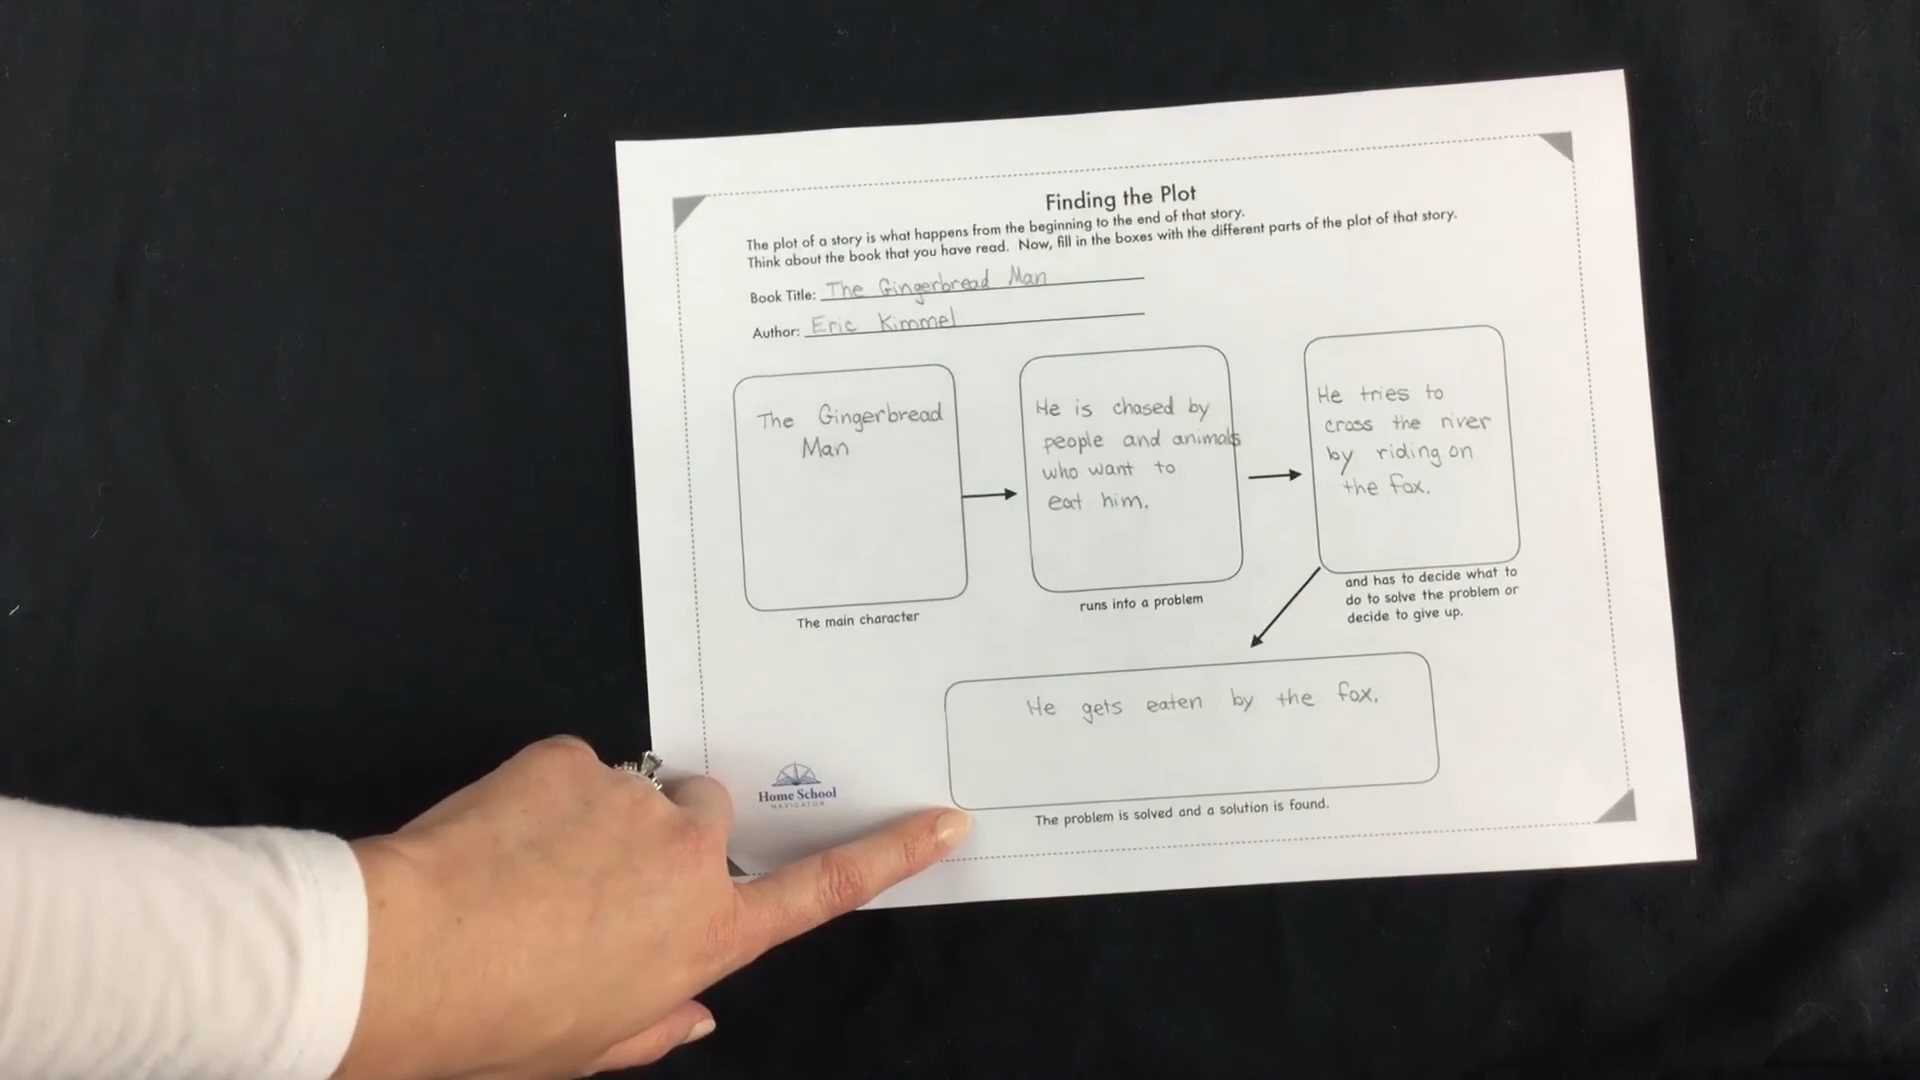 Finding the Plot
The plot of a story is what happens from the beginning to the end of that story.
Think about the book that you have read. Now, fill in the boxes with the different parts of the plot of that story.
Book Title: The Gingerbread Man
Author: Eric Kimmel
The Gingerbread
Man
The main character
He is chased by
people and animals
who want to
eat him.
runs into a problem
He tries to
cross the river
by riding on
the fox.
and has to decide what to
do to solve the problem or
decide to give up.
He gets eaten by the fox.
The problem is solved and a solution is found.
Home School
NAVIGATOR